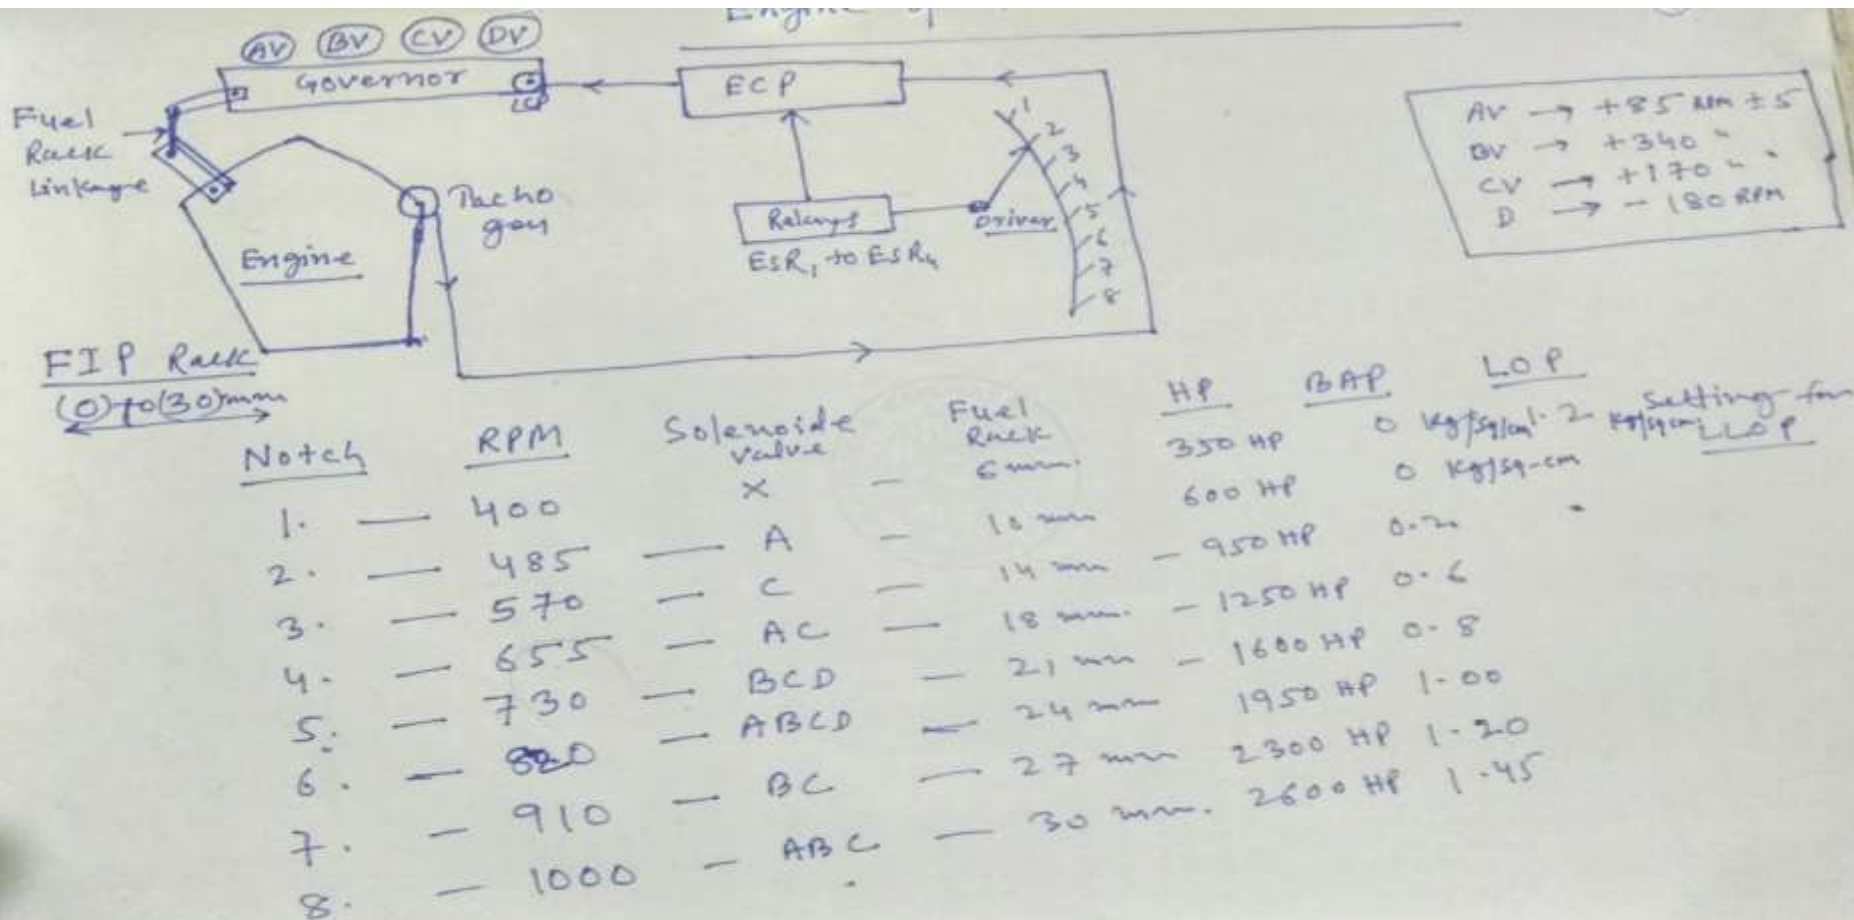 Engine
AV BV CV DV
Governor
LCP
ECP
Fuel
Rack
Linkage
Tacho
gen
Engine
Relays
ESR1 to ESR4
Driver
1
2
3
4
5
6
7
8
AV → +85 RPM ± 5
BV → +340 " "
CV → +170 " "
D → - 180 RPM
FIP Rack
(0) to (30) mm
Notch RPM Solenoide Valve Fuel Rack HP BAP LOP Setting for LLOP
1. — 400 X — 6 mm. 350 HP 0 Kg/sq/cm 1.2 Kg/sqcm
2. — 485 — A — 10 mm 600 HP 0 Kg/sq-cm
3. — 570 — C — 14 mm — 950 HP 0.20 "
4. — 655 — AC — 18 mm. — 1250 HP 0.6
5. — 730 — BCD — 21 mm — 1600 HP 0-8
6. — 820 — ABCD — 24 mm 1950 HP 1-00
7. — 910 — BC — 27 mm 2300 HP 1-20
8. — 1000 — ABC — 30 mm. 2600 HP 1.45